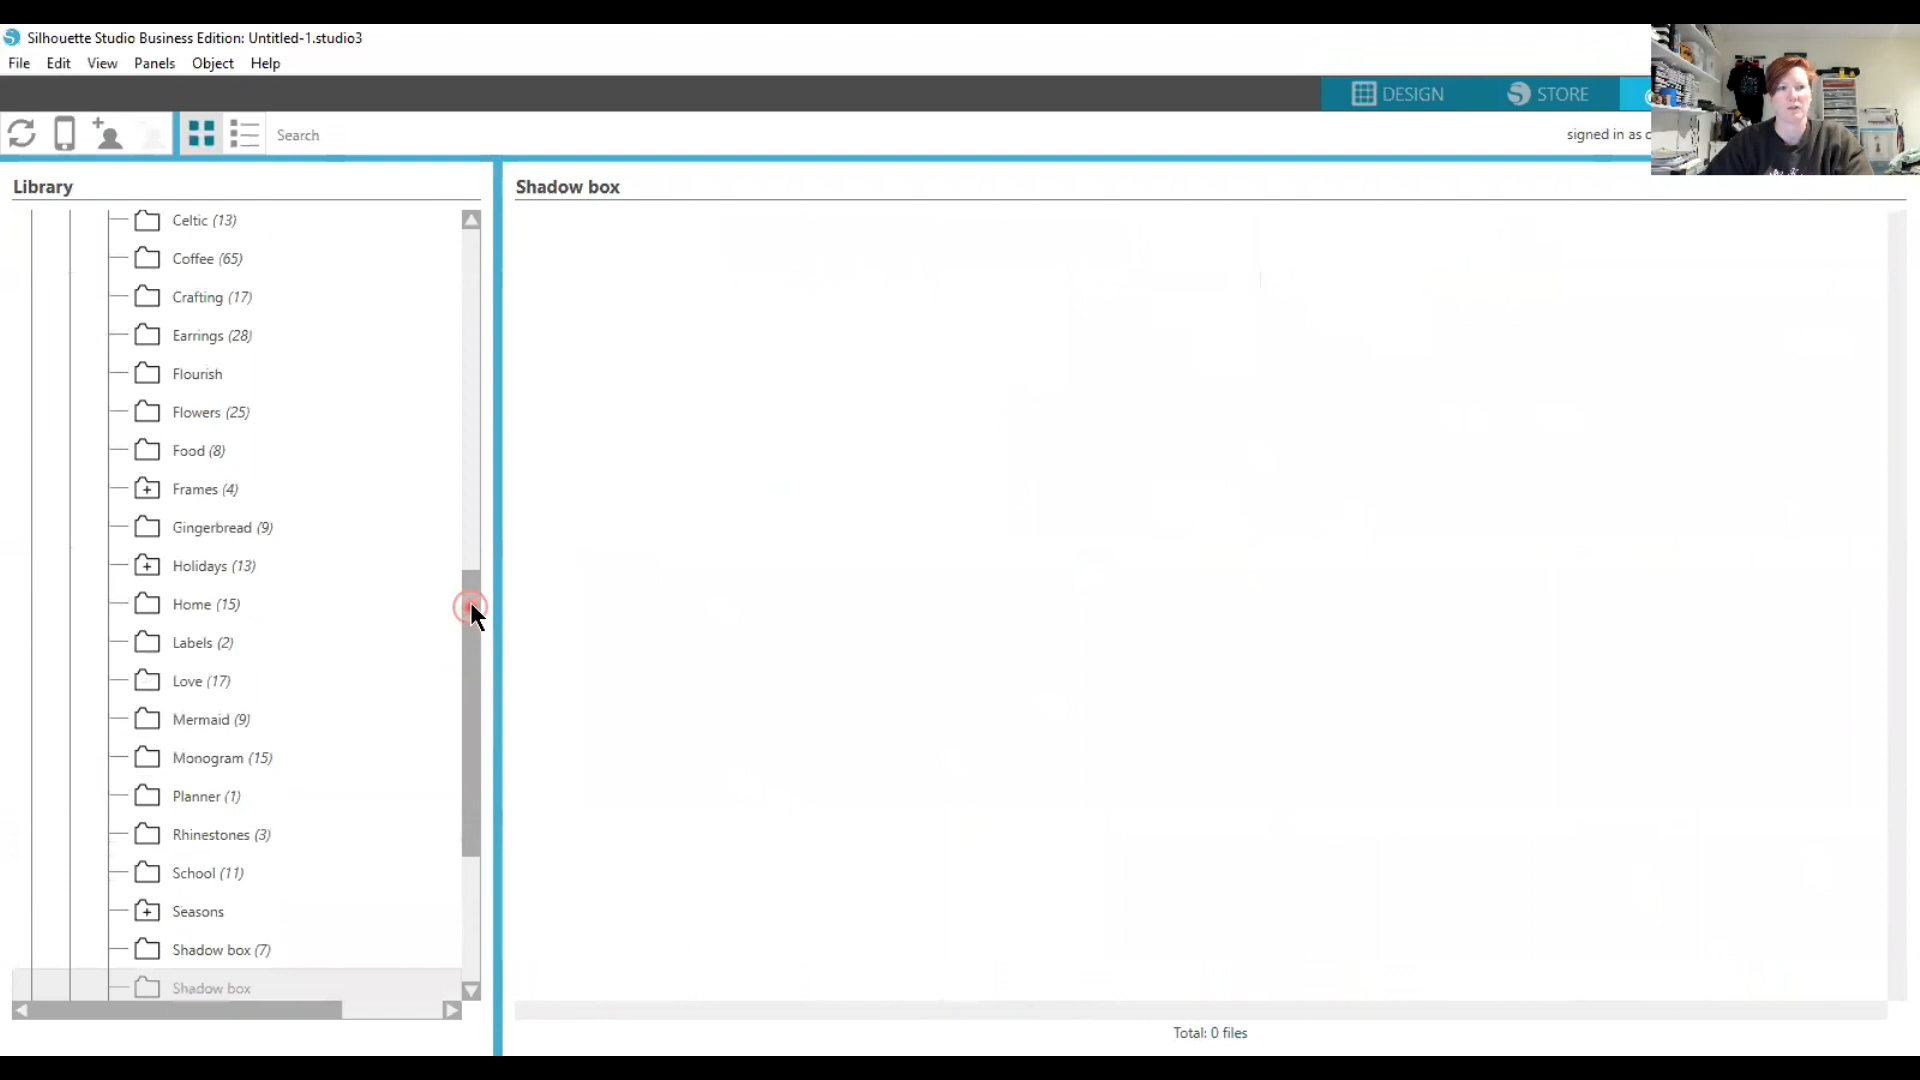 Silhouette Studio Business Edition: Untitled-1.studio3
File Edit View Panels Object Help
DESIGN STORE
Search
signed in as
Library
Shadow box
Celtic (13)
Coffee (65)
Crafting (17)
Earrings (28)
Flourish
Flowers (25)
Food (8)
Frames (4)
Gingerbread (9)
Holidays (13)
Home (15)
Labels (2)
Love (17)
Mermaid (9)
Monogram (15)
Planner (1)
Rhinestones (3)
School (11)
Seasons
Shadow box (7)
Shadow box
Total: 0 files